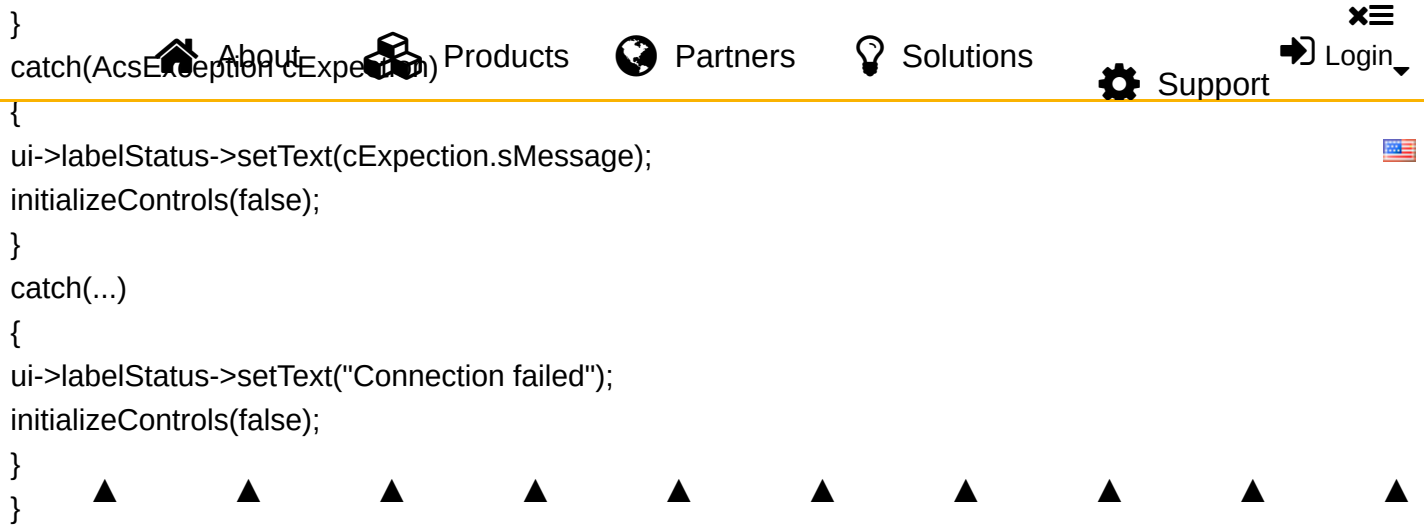 }
About Products Partners Solutions Support Login
catch(AcsException cExpection)
{
ui->labelStatus->setText(cExpection.sMessage);
initializeControls(false);
}
catch(...)
{
ui->labelStatus->setText("Connection failed");
initializeControls(false);
}
}